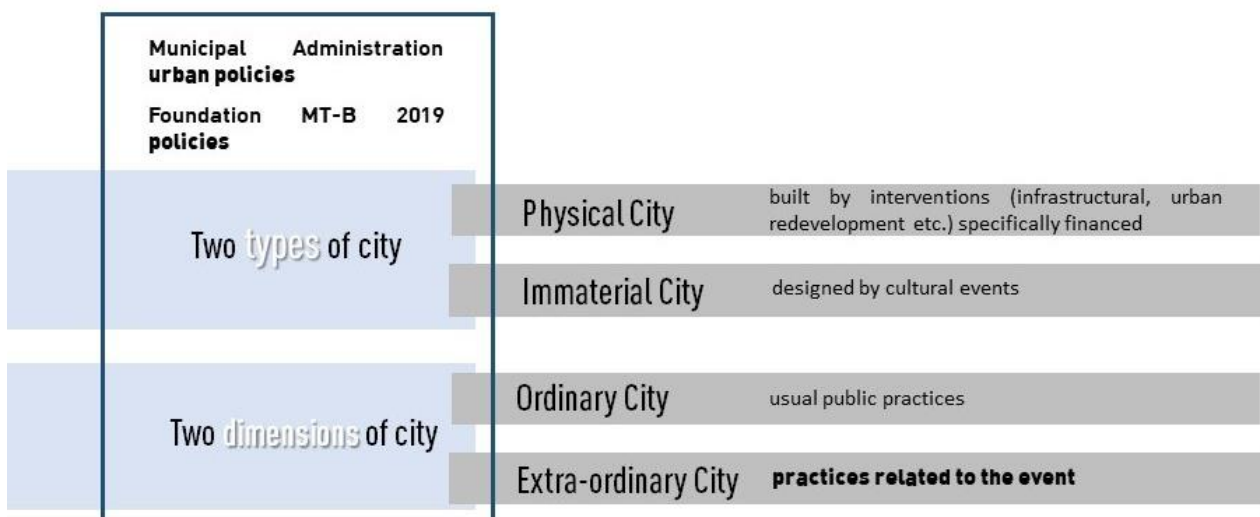 Municipal Administration
urban policies
Foundation MT-B 2019
policies
Two types of city
Physical City
built by interventions (infrastructural, urban
redevelopment etc.) specifically financed
Immaterial City
designed by cultural events
Two dimensions of city
Ordinary City
usual public practices
Extra-ordinary City
practices related to the event